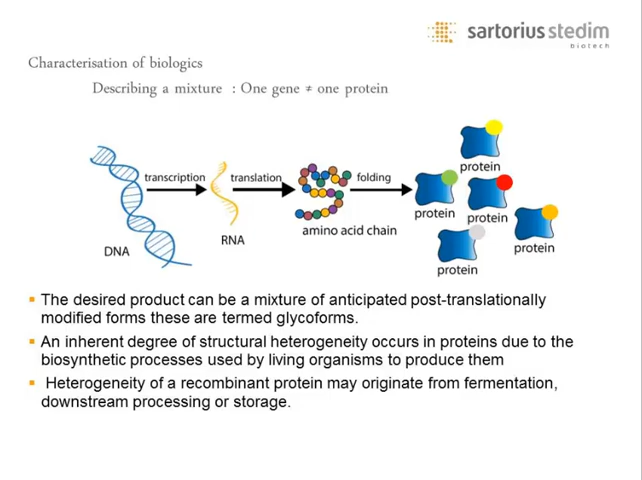 sartorius stedim
biotech
Characterisation of biologics
Describing a mixture : One gene ≠ one protein
transcription
translation
folding
DNA
RNA
amino acid chain
protein
protein
protein
protein
protein
The desired product can be a mixture of anticipated post-translationally
modified forms these are termed glycoforms.
An inherent degree of structural heterogeneity occurs in proteins due to the
biosynthetic processes used by living organisms to produce them
Heterogeneity of a recombinant protein may originate from fermentation,
downstream processing or storage.